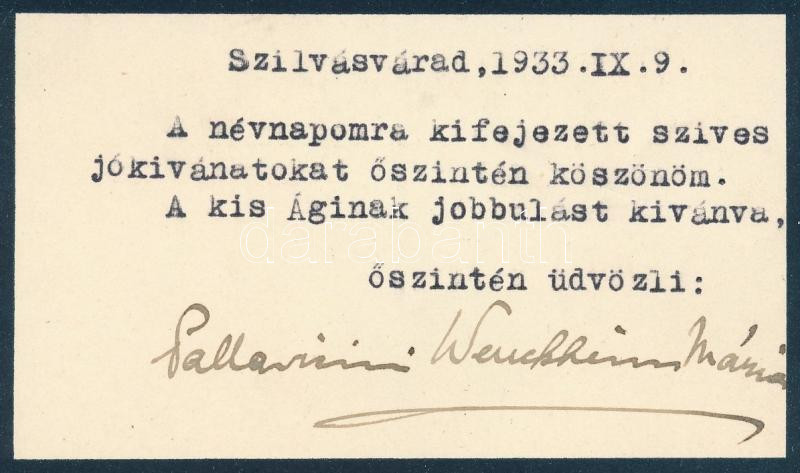 Szilvásvárad,1933.IX.9.
A névnapomra kifejezett szives
jókivánatokat őszintén köszönöm.
A kis Áginak jobbulást kivánva,
darabanth
őszintén üdvözli:
Pallavicini Wenckheim Mária